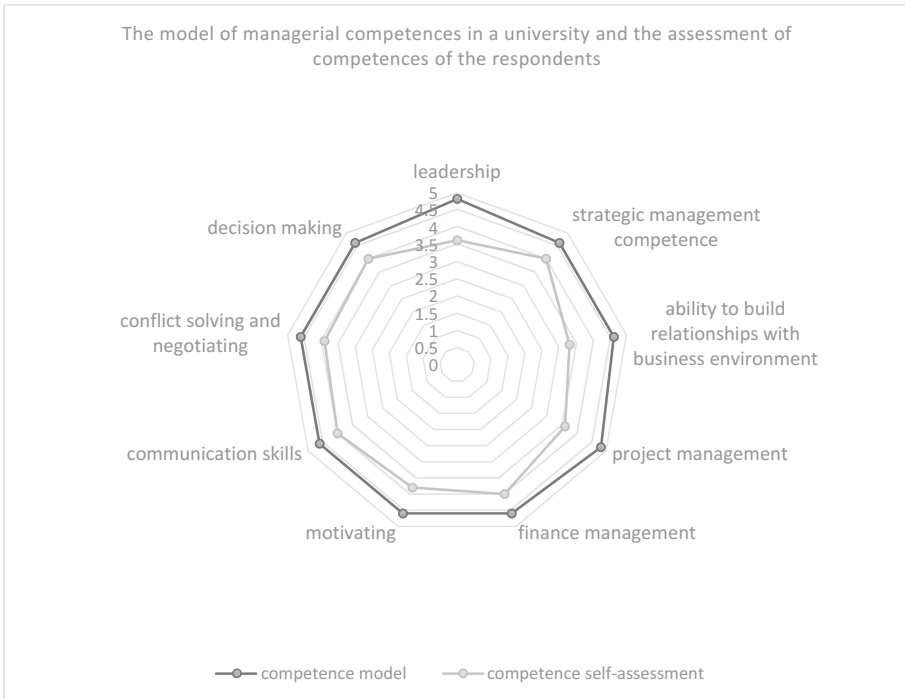 The model of managerial competences in a university and the assessment of
competences of the respondents
leadership
5
4.5
4
3.5
3
2.5
2
1.5
1
0.5
0
strategic management
competence
ability to build
relationships with
business environment
project management
finance management
motivating
communication skills
conflict solving and
negotiating
decision making
competence model
competence self-assessment